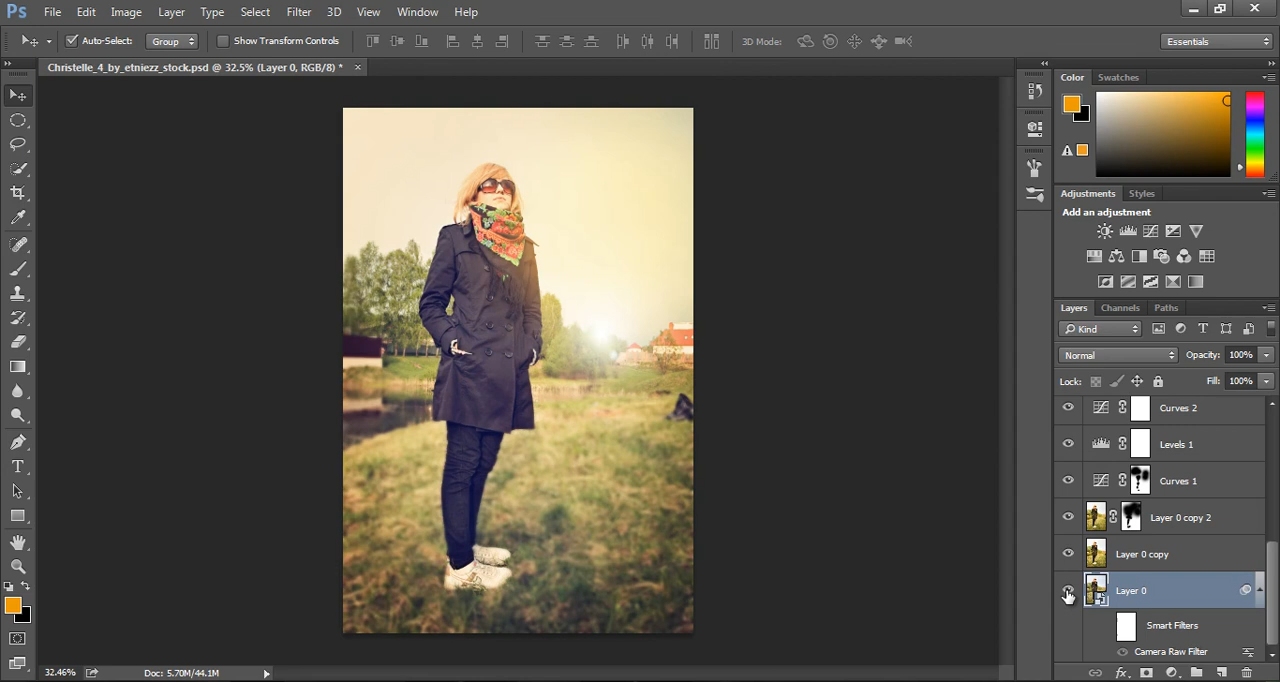 Ps File Edit Image Layer Type Select Filter 3D View Window Help
Auto-Select: Group Show Transform Controls 3D Mode: Essentials
Christelle_4_by_etniezz_stock.psd @ 32.5% (Layer 0, RGB/8) * ×
Color Swatches
Adjustments Styles
Add an adjustment
Layers Channels Paths
Kind
Normal Opacity: 100%
Lock: Fill: 100%
Curves 2
Levels 1
Curves 1
Layer 0 copy 2
Layer 0 copy
Layer 0
Smart Filters
Camera Raw Filter
32.46% Doc: 5.70M/44.1M